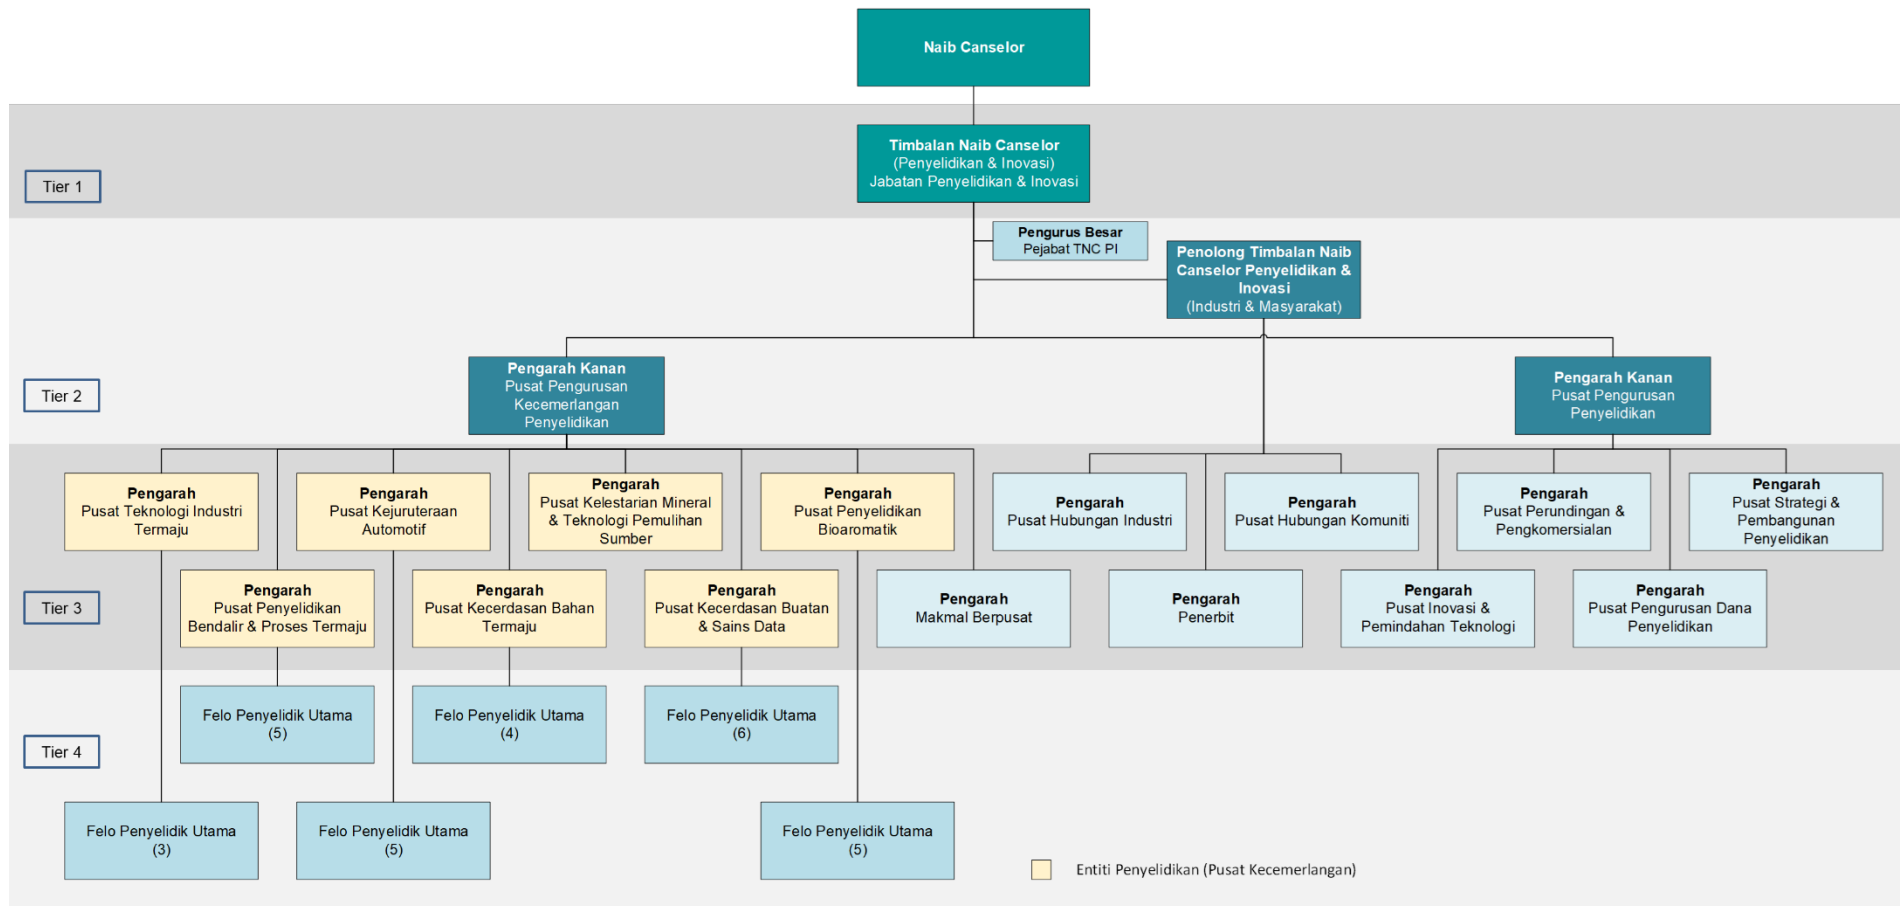 Naib Canselor
Tier 1
Timbalan Naib Canselor
(Penyelidikan & Inovasi)
Jabatan Penyelidikan & Inovasi
Pengurus Besar
Pejabat TNC PI
Penolong Timbalan Naib
Canselor Penyelidikan &
Inovasi
(Industri & Masyarakat)
Tier 2
Pengarah Kanan
Pusat Pengurusan
Kecemerlangan
Penyelidikan
Pengarah Kanan
Pusat Pengurusan
Penyelidikan
Tier 3
Pengarah
Pusat Teknologi Industri
Termaju
Pengarah
Pusat Kejuruteraan
Automotif
Pengarah
Pusat Kelestarian Mineral
& Teknologi Pemulihan
Sumber
Pengarah
Pusat Penyelidikan
Bioaromatik
Pengarah
Pusat Hubungan Industri
Pengarah
Pusat Hubungan Komuniti
Pengarah
Pusat Perundingan &
Pengkomersialan
Pengarah
Pusat Strategi &
Pembangunan
Penyelidikan
Pengarah
Pusat Penyelidikan
Bendalir & Proses Termaju
Pengarah
Pusat Kecerdasan Bahan
Termaju
Pengarah
Pusat Kecerdasan Buatan
& Sains Data
Pengarah
Makmal Berpusat
Pengarah
Penerbit
Pengarah
Pusat Inovasi &
Pemindahan Teknologi
Pengarah
Pusat Pengurusan Dana
Penyelidikan
Tier 4
Felo Penyelidik Utama
(5)
Felo Penyelidik Utama
(4)
Felo Penyelidik Utama
(6)
Felo Penyelidik Utama
(3)
Felo Penyelidik Utama
(5)
Felo Penyelidik Utama
(5)
Entiti Penyelidikan (Pusat Kecemerlangan)